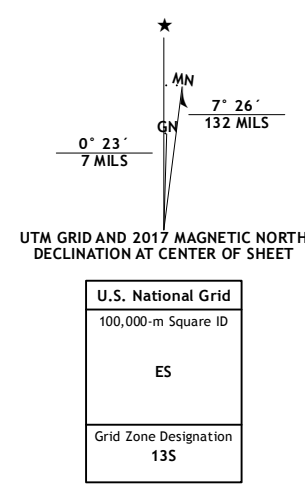 ★
MN
GN
7° 26´
132 MILS
0° 23´
7 MILS
UTM GRID AND 2017 MAGNETIC NORTH
DECLINATION AT CENTER OF SHEET
U.S. National Grid
100,000-m Square ID
ES
Grid Zone Designation
13S